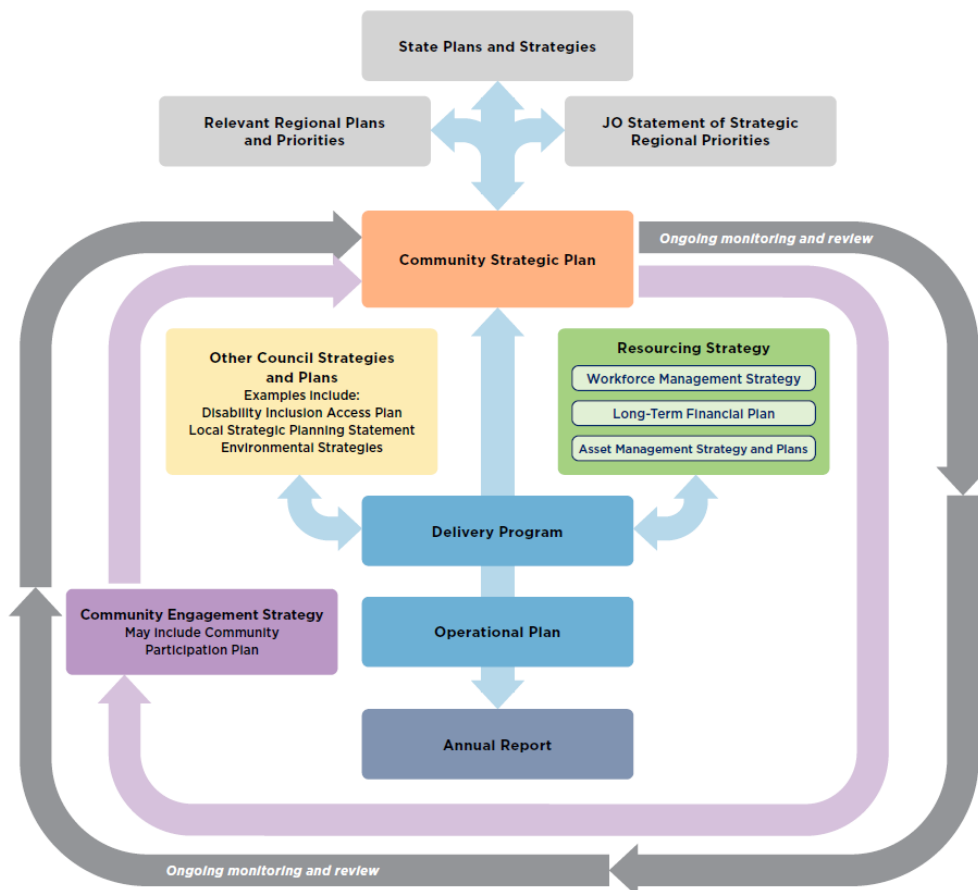 State Plans and Strategies
Relevant Regional Plans
and Priorities
JO Statement of Strategic
Regional Priorities
Community Strategic Plan
Ongoing monitoring and review
Other Council Strategies
and Plans
Examples include:
Disability Inclusion Access Plan
Local Strategic Planning Statement
Environmental Strategies
Resourcing Strategy
Workforce Management Strategy
Long-Term Financial Plan
Asset Management Strategy and Plans
Delivery Program
Community Engagement Strategy
May include Community
Participation Plan
Operational Plan
Annual Report
Ongoing monitoring and review